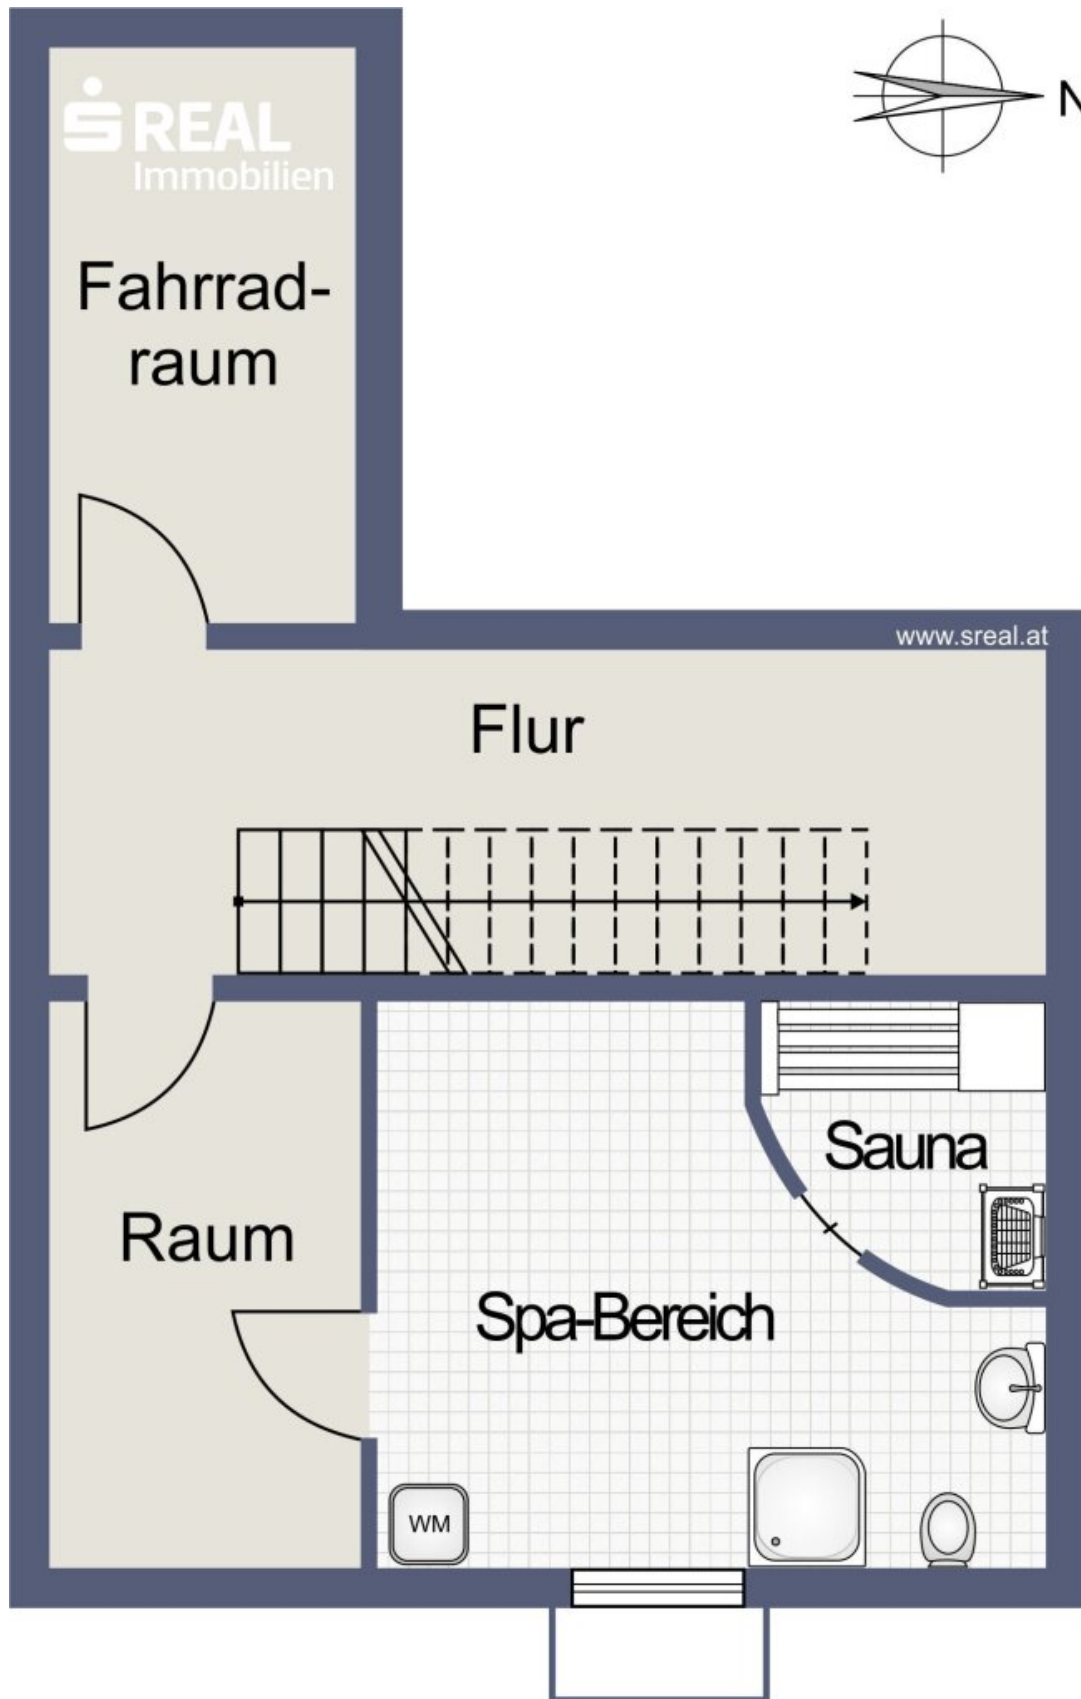 S REAL
Immobilien
N
Fahrrad-
raum
www.sreal.at
Flur
Sauna
Raum
Spa-Bereich
WM